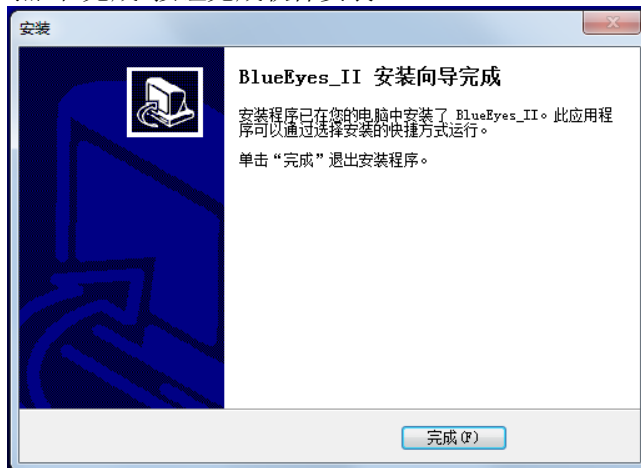 安装
BlueEyes_II 安装向导完成
安装程序已在您的电脑中安装了 BlueEyes_II。此应用程
序可以通过选择安装的快捷方式运行。
单击“完成”退出安装程序。
完成(F)